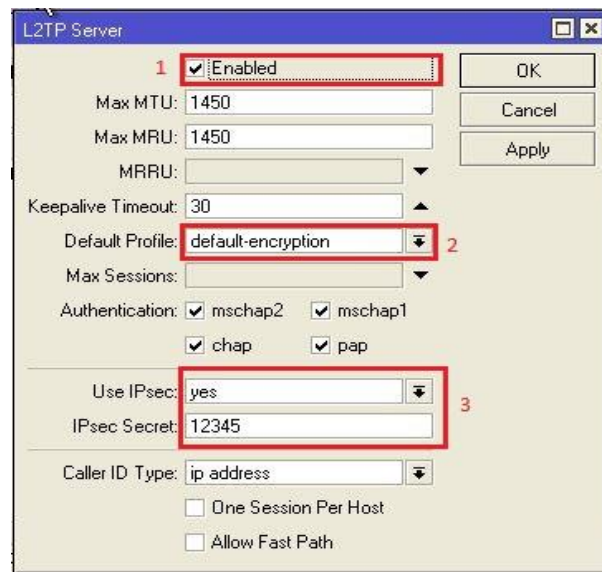 L2TP Server
1 Enabled OK
Max MTU: 1450 Cancel
Max MRU: 1450 Apply
MRRU:
Keepalive Timeout: 30
Default Profile: default-encryption 2
Max Sessions:
Authentication: mschap2 mschap1
chap pap
Use IPsec: yes
3
IPsec Secret: 12345
Caller ID Type: ip address
One Session Per Host
Allow Fast Path